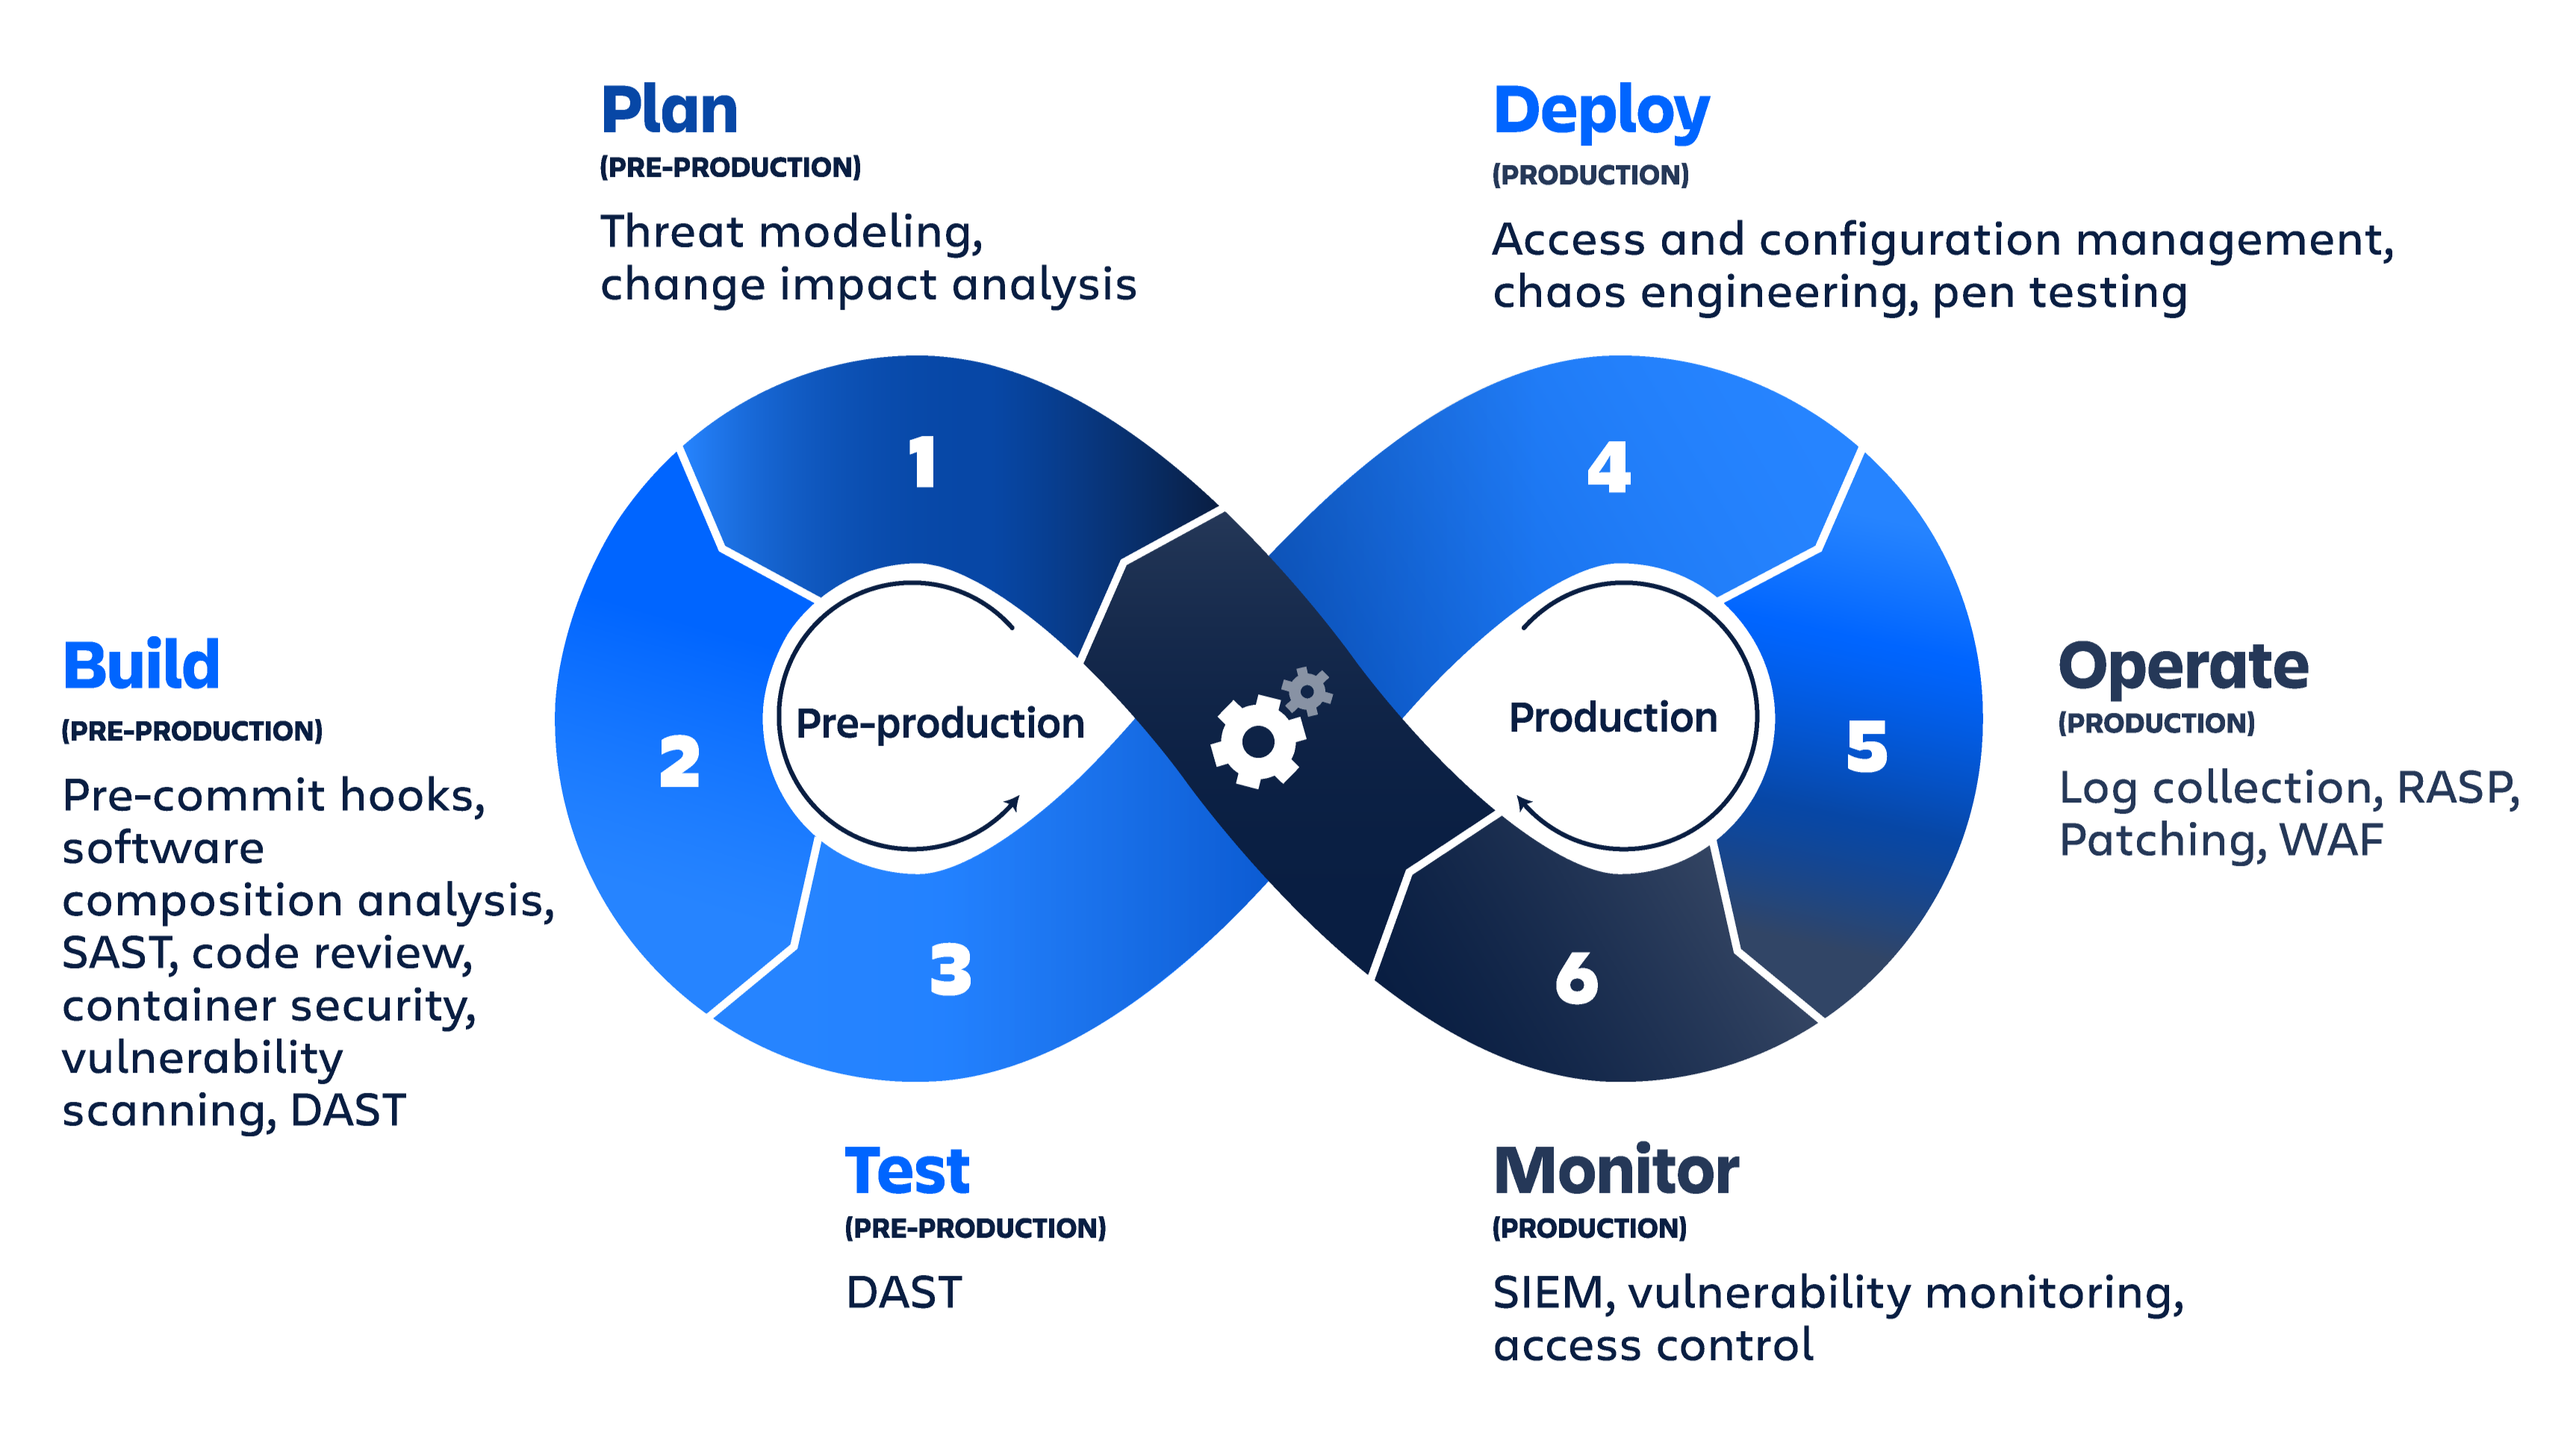 Plan
(PRE-PRODUCTION)
Threat modeling,
change impact analysis
Deploy
(PRODUCTION)
Access and configuration management,
chaos engineering, pen testing
1
4
Build
(PRE-PRODUCTION)
Pre-commit hooks,
software
composition analysis,
SAST, code review,
container security,
vulnerability
scanning, DAST
2
Pre-production
Production
5
Operate
(PRODUCTION)
Log collection, RASP,
Patching, WAF
3
6
Test
(PRE-PRODUCTION)
DAST
Monitor
(PRODUCTION)
SIEM, vulnerability monitoring,
access control